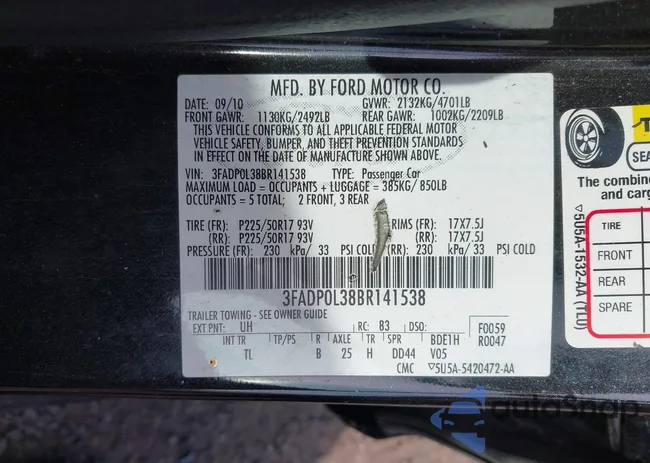 MFD. BY FORD MOTOR CO.
DATE: 09/10 GVWR: 2132KG/4701LB
FRONT GAWR: 1130KG/2492LB REAR GAWR: 1002KG/2209LB
THIS VEHICLE CONFORMS TO ALL APPLICABLE FEDERAL MOTOR
VEHICLE SAFETY, BUMPER, AND THEFT PREVENTION STANDARDS
IN EFFECT ON THE DATE OF MANUFACTURE SHOWN ABOVE.
VIN: 3FADP0L38BR141538 TYPE: Passenger Car
MAXIMUM LOAD = OCCUPANTS + LUGGAGE = 385KG/ 850LB
OCCUPANTS = 5 TOTAL; 2 FRONT, 3 REAR
TIRE (FR): P225/50R17 93V RIMS (FR): 17X7.5J
(RR): P225/50R17 93V (RR): 17X7.5J
PRESSURE (FR): 230 kPa/ 33 PSI COLD (RR): 230 kPa/ 33 PSI COLD
3FADP0L38BR141538
TRAILER TOWING - SEE OWNER GUIDE
EXT PNT: UH RC: 83 DSO: F0059
INT TR TP/PS R AXLE TR SPR BDE1H R0047
TL B 25 H DD44 V05
CMC ▽5U5A-5420472-AA
T
SEA
The combine
and carg
TIRE
FRONT
REAR
SPARE
▽5U5A-1532-AA (TLU)
autoSnap